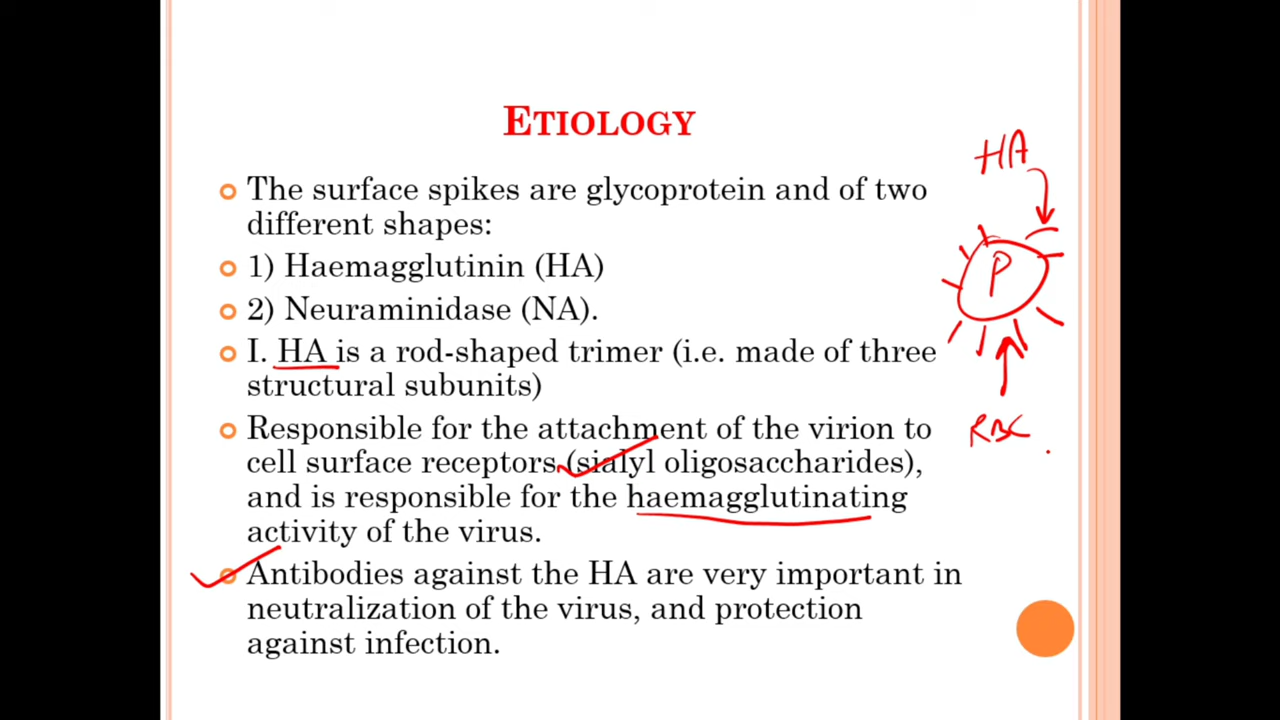 ETIOLOGY
The surface spikes are glycoprotein and of two
different shapes:
1) Haemagglutinin (HA)
2) Neuraminidase (NA).
I. HA is a rod-shaped trimer (i.e. made of three
structural subunits)
Responsible for the attachment of the virion to
cell surface receptors (sialyl oligosaccharides),
and is responsible for the haemagglutinating
activity of the virus.
Antibodies against the HA are very important in
neutralization of the virus, and protection
against infection.
HA
P
RBC